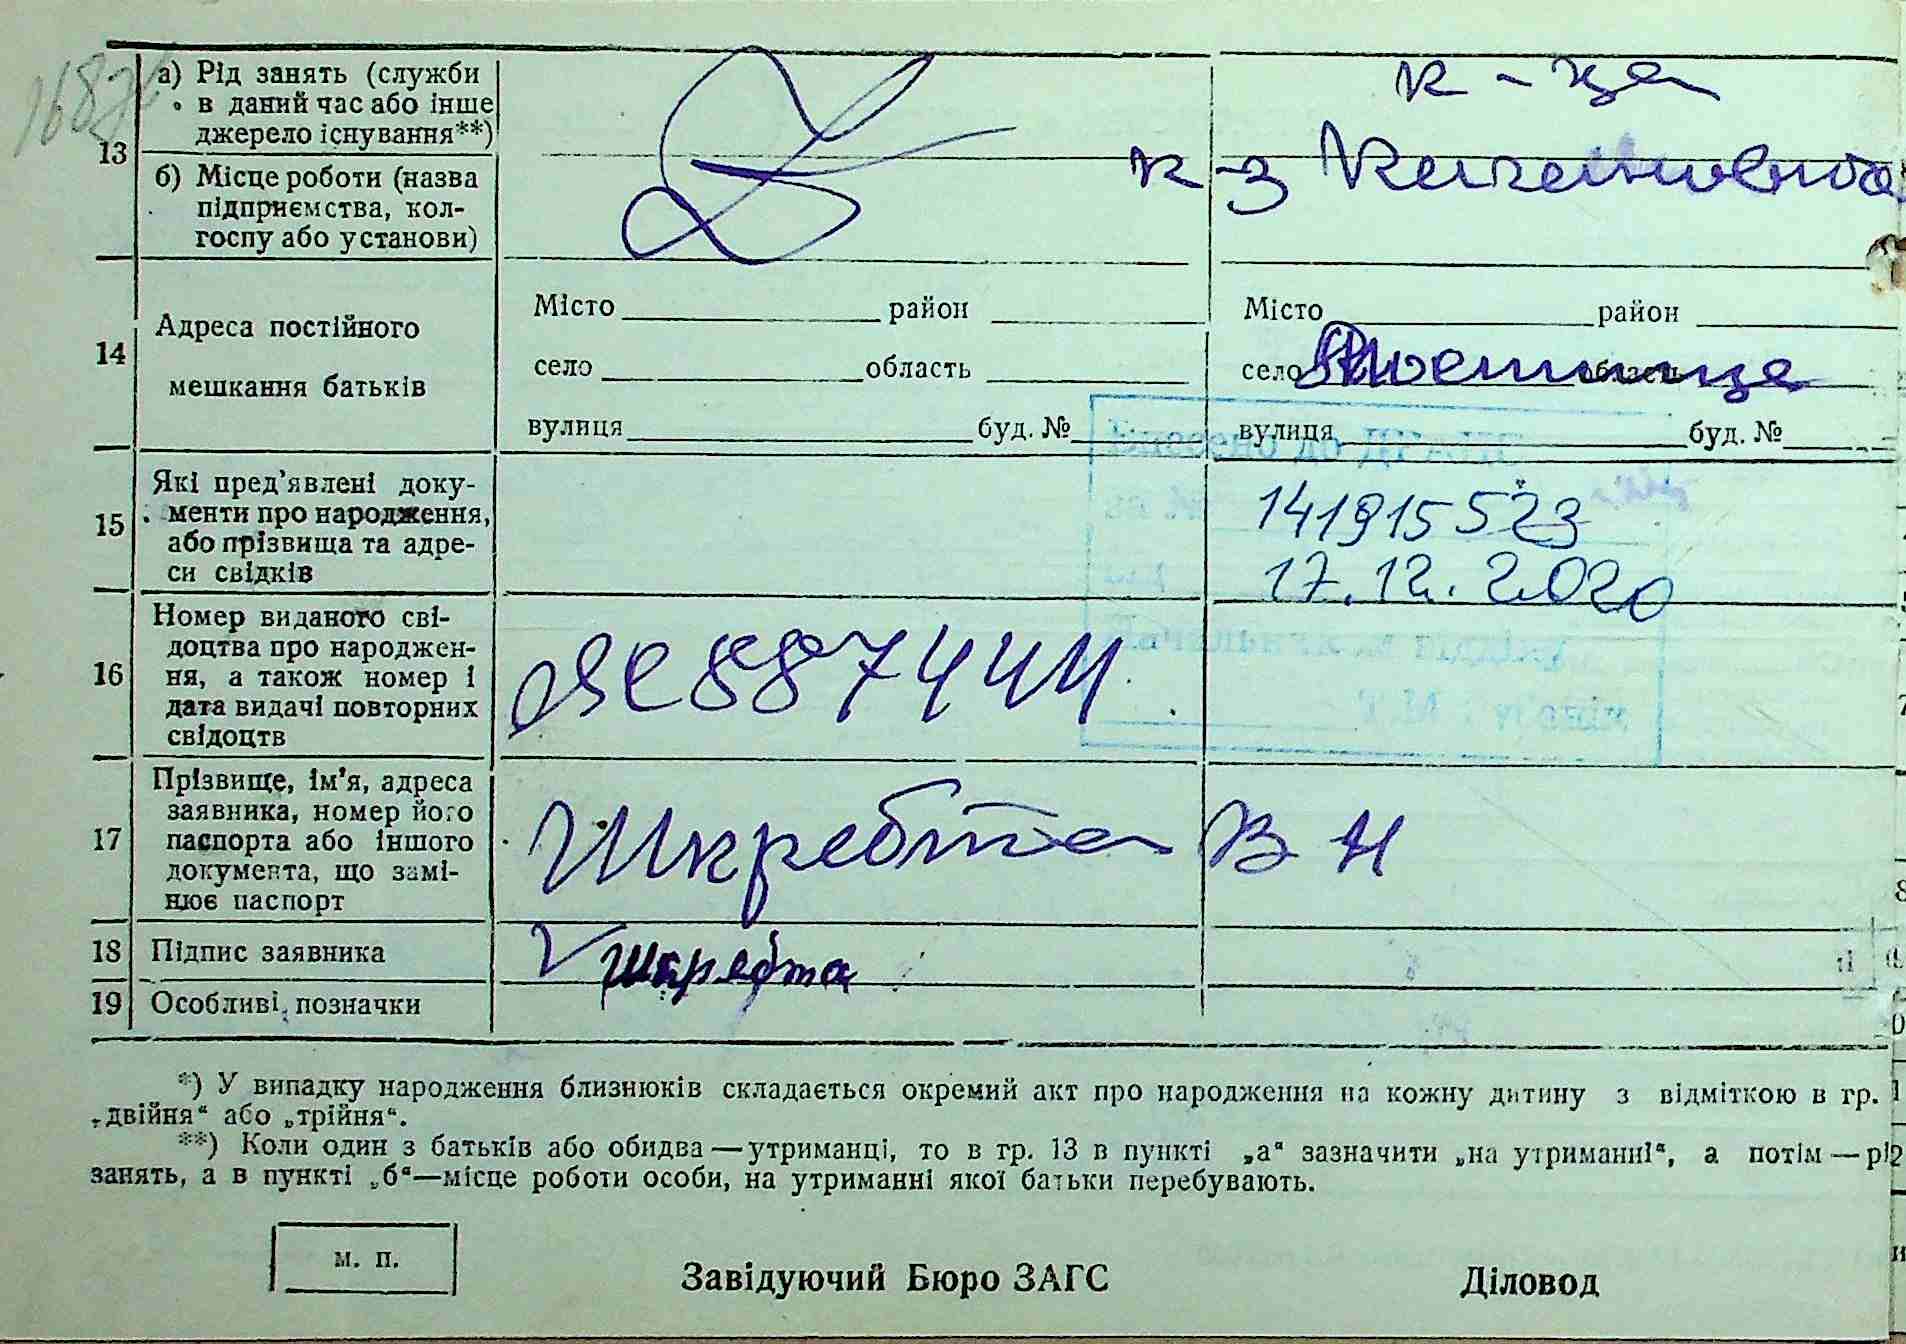 а) Рід занять (служби
в даний час або інше
джерело існування**)
13
б) Місце роботи (назва
підприємства, кол-
госпу або установи)
к-ца
к-з
14
Адреса постійного
мешкання батьків
Місто район
село область
вулиця буд. №
Місто район
село область
вулиця буд. №
15
Які пред’явлені доку-
менти про народження,
або прізвища та адре-
си свідків
141915523
17.12.2020
16
Номер виданого сві-
доцтва про народжен-
ня, а також номер і
дата видачі повторних
свідоцтв
887444
17
Прізвище, ім’я, адреса
заявника, номер його
паспорта або іншого
документа, що замі-
нює паспорт
Шкребта В Н
18 Підпис заявника
Шкребта
19 Особливі позначки
*) У випадку народження близнюків складається окремий акт про народження на кожну дитину з відміткою в гр. 1
„двійня“ або „трійня“.
**) Коли один з батьків або обидва—утриманці, то в гр. 13 в пункті „а“ зазначити „на утриманні“, а потім—рі
занять, а в пункті „б“—місце роботи особи, на утриманні якої батьки перебувають.
м. п.
Завідуючий Бюро ЗАГС
Діловод